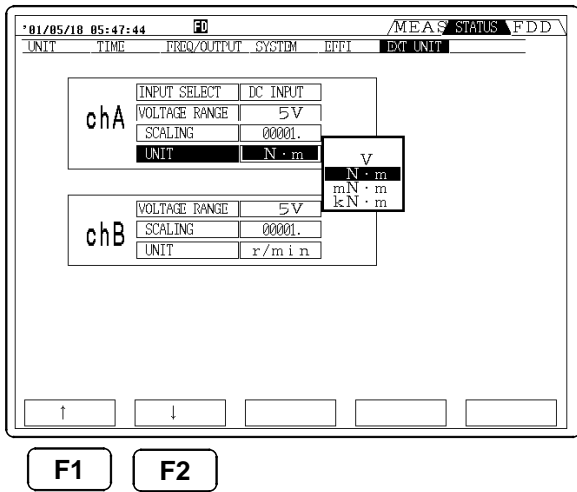 '01/05/18 05:47:44 FD MEAS STATUS FDD
UNIT TIME FREQ/OUTPUT SYSTEM EFFI EXT UNIT
chA
INPUT SELECT DC INPUT
VOLTAGE RANGE 5V
SCALING 00001.
UNIT N・m
V
N・m
mN・m
kN・m
chB
VOLTAGE RANGE 5V
SCALING 00001.
UNIT r/min
↑ ↓
F1 F2